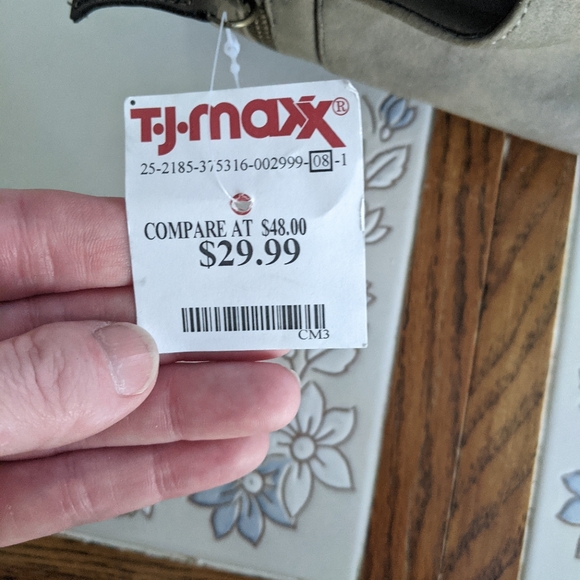 T·J·maxx®
25-2185-375316-002999-08-1
COMPARE AT $48.00
$29.99
CM3